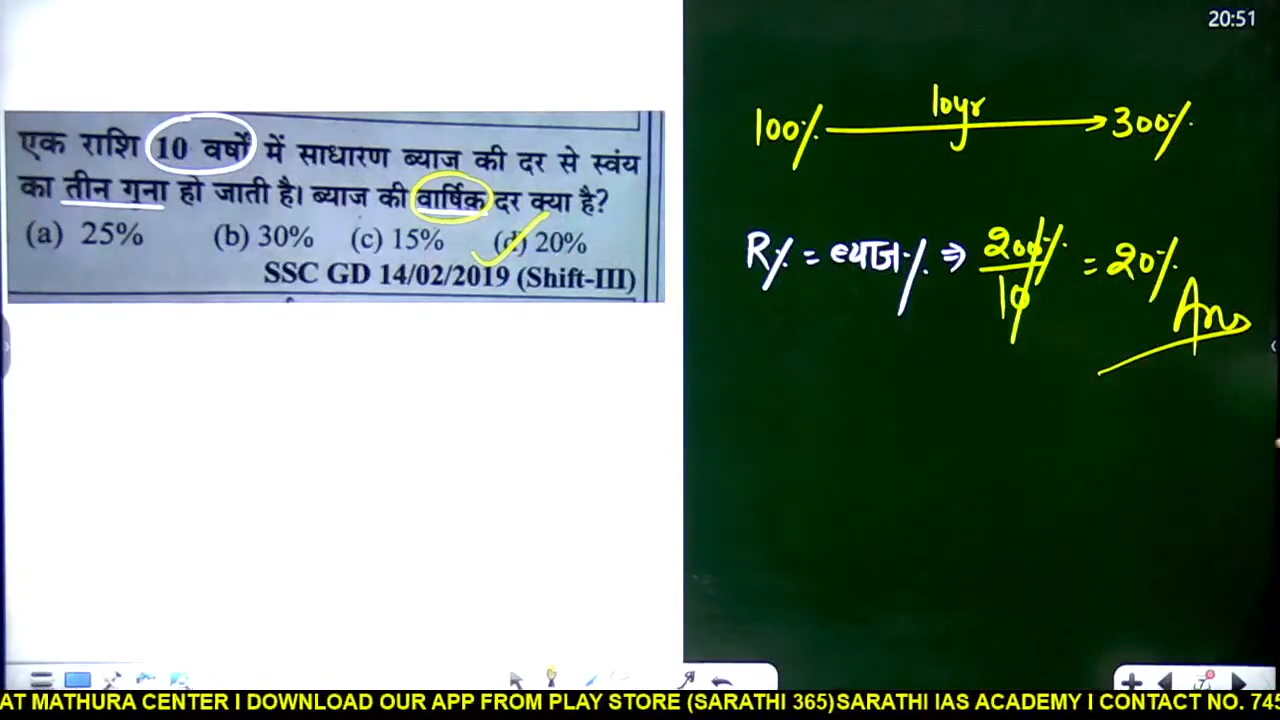 20:51
एक राशि 10 वर्षों में साधारण ब्याज की दर से स्वंय
का तीन गुना हो जाती है। ब्याज की वार्षिक दर क्या है?
(a) 25% (b) 30% (c) 15% (d) 20%
SSC GD 14/02/2019 (Shift-III)
100% 10yr 300%
R% = ब्याज% ⇒ 200% / 10 = 20%
Ans
AT MATHURA CENTER I DOWNLOAD OUR APP FROM PLAY STORE (SARATHI 365)SARATHI IAS ACADEMY I CONTACT NO. 745